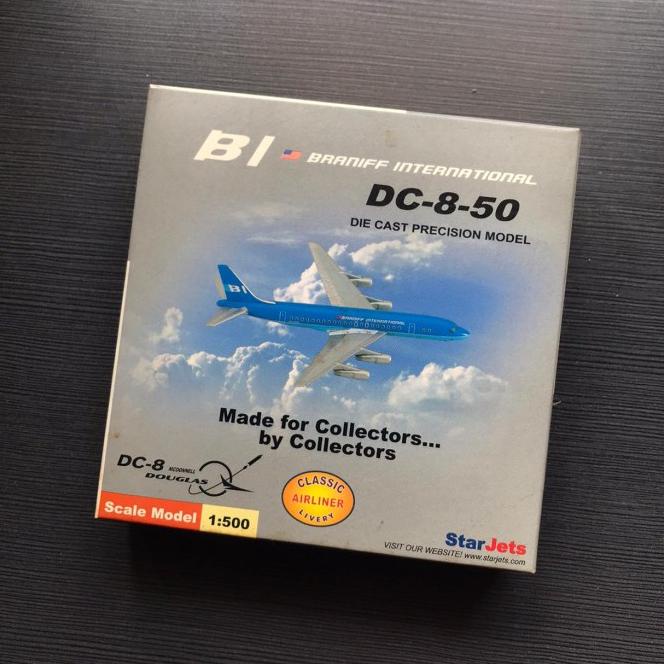 BI BRANIFF INTERNATIONAL
DC-8-50
DIE CAST PRECISION MODEL
BI
BRANIFF INTERNATIONAL
Made for Collectors...
by Collectors
DC-8 MCDONNELL
DOUGLAS
CLASSIC
AIRLINER
LIVERY
Scale Model 1:500
StarJets
VISIT OUR WEBSITE! www.starjets.com